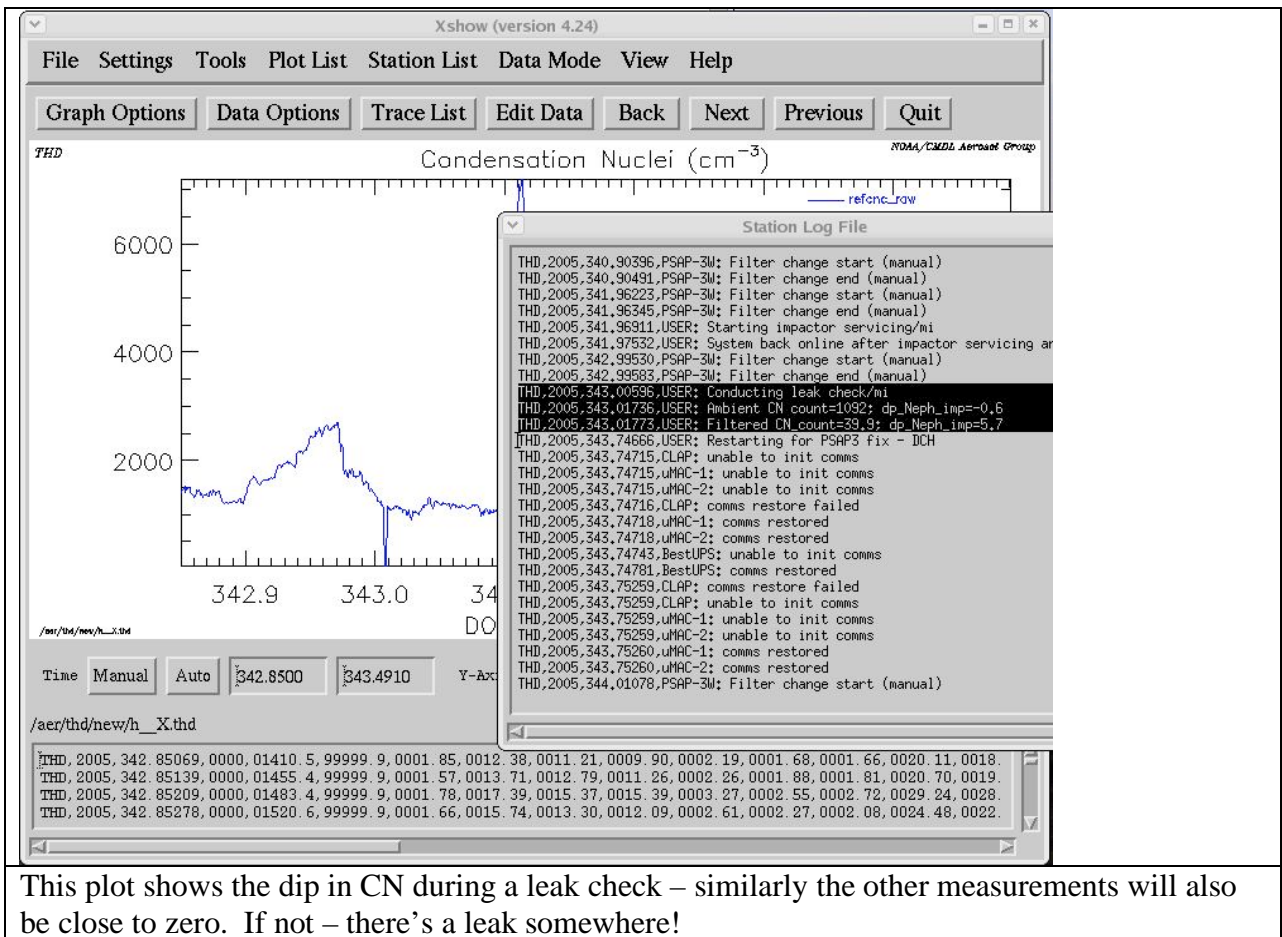 Xshow (version 4.24)
File Settings Tools Plot List Station List Data Mode View Help
Graph Options Data Options Trace List Edit Data Back Next Previous Quit
THD
Condensation Nuclei (cm⁻³)
NOAA/CMDL Aerosol Group
refcnc_raw
6000
4000
2000
342.9 343.0 34
DO
/aer/thd/new/h__X.thd
Station Log File
THD,2005,340.90396,PSAP-3W: Filter change start (manual)
THD,2005,340.90491,PSAP-3W: Filter change end (manual)
THD,2005,341.96223,PSAP-3W: Filter change start (manual)
THD,2005,341.96345,PSAP-3W: Filter change end (manual)
THD,2005,341.96911,USER: Starting impactor servicing/mi
THD,2005,341.97532,USER: System back online after impactor servicing an
THD,2005,342.99530,PSAP-3W: Filter change start (manual)
THD,2005,342.99583,PSAP-3W: Filter change end (manual)
THD,2005,343.00596,USER: Conducting leak check/mi
THD,2005,343.01736,USER: Ambient CN count=1092; dp_Neph_imp=-0.6
THD,2005,343.01773,USER: Filtered CN_count=39.9; dp_Neph_imp=5.7
THD,2005,343.74666,USER: Restarting for PSAP3 fix - DCH
THD,2005,343.74715,CLAP: unable to init comms
THD,2005,343.74715,uMAC-1: unable to init comms
THD,2005,343.74715,uMAC-2: unable to init comms
THD,2005,343.74716,CLAP: comms restore failed
THD,2005,343.74718,uMAC-1: comms restored
THD,2005,343.74718,uMAC-2: comms restored
THD,2005,343.74743,BestUPS: unable to init comms
THD,2005,343.74781,BestUPS: comms restored
THD,2005,343.75259,CLAP: comms restore failed
THD,2005,343.75259,CLAP: unable to init comms
THD,2005,343.75259,uMAC-1: unable to init comms
THD,2005,343.75259,uMAC-2: unable to init comms
THD,2005,343.75260,uMAC-1: comms restored
THD,2005,343.75260,uMAC-2: comms restored
THD,2005,344.01078,PSAP-3W: Filter change start (manual)
Time Manual Auto 342.8500 343.4910 Y-Ax
/aer/thd/new/h__X.thd
THD, 2005, 342.85069, 0000, 01410.5, 99999.9, 0001.85, 0012.38, 0011.21, 0009.90, 0002.19, 0001.68, 0001.66, 0020.11, 0018.
THD, 2005, 342.85139, 0000, 01455.4, 99999.9, 0001.57, 0013.71, 0012.79, 0011.26, 0002.26, 0001.88, 0001.81, 0020.70, 0019.
THD, 2005, 342.85209, 0000, 01483.4, 99999.9, 0001.78, 0017.39, 0015.37, 0015.39, 0003.27, 0002.55, 0002.72, 0029.24, 0028.
THD, 2005, 342.85278, 0000, 01520.6, 99999.9, 0001.66, 0015.74, 0013.30, 0012.09, 0002.61, 0002.27, 0002.08, 0024.48, 0022.
This plot shows the dip in CN during a leak check – similarly the other measurements will also
be close to zero. If not – there's a leak somewhere!